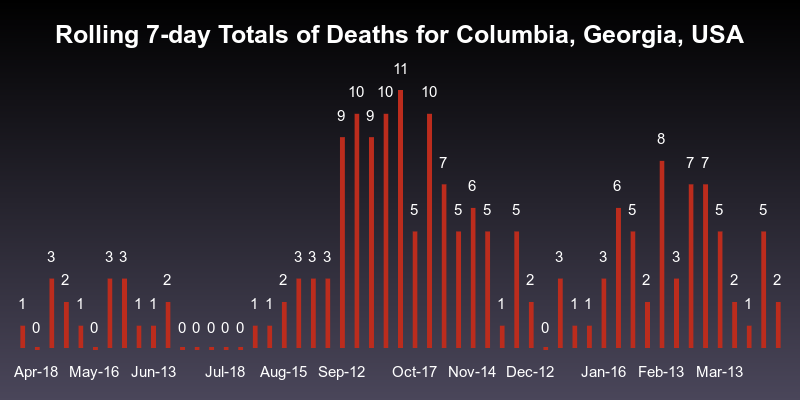 Rolling 7-day Totals of Deaths for Columbia, Georgia, USA
1 0 3 2 1 0 3 3 1 1 2 0 0 0 0 0 1 1 2 3 3 3 9 10 9 10 11 5 10 7 5 6 5 1 5 2 0 3 1 1 3 6 5 2 8 3 7 7 5 2 1 5 2
Apr-18 May-16 Jun-13 Jul-18 Aug-15 Sep-12 Oct-17 Nov-14 Dec-12 Jan-16 Feb-13 Mar-13